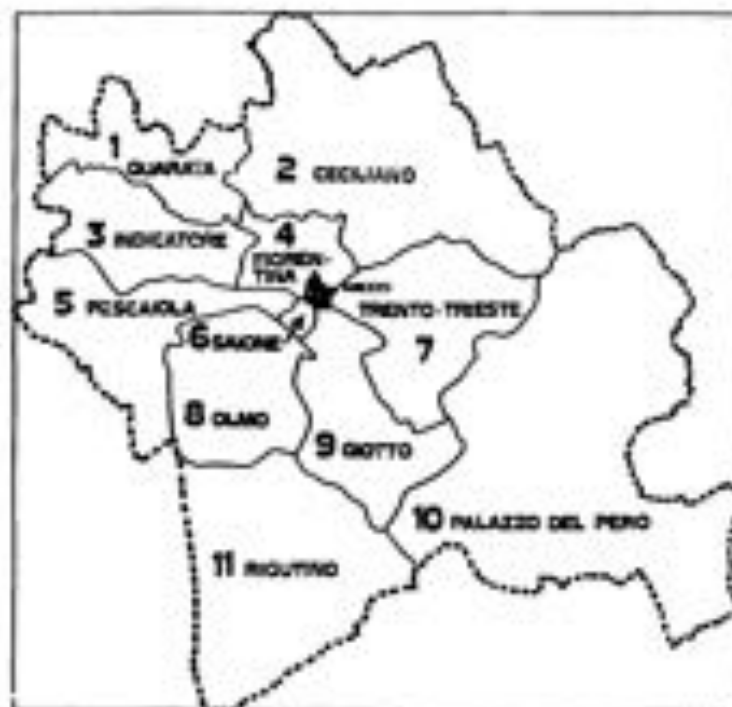 1 QUARATA
2 CECILIANO
3 INDICATORE
4 FIOREN-
TINA
5 PESCAIOLA
TRENTO-TRIESTE
7
6 SAIONE
8 OLMO
9 GIOTTO
10 PALAZZO DEL PERO
11 RIGUTINO